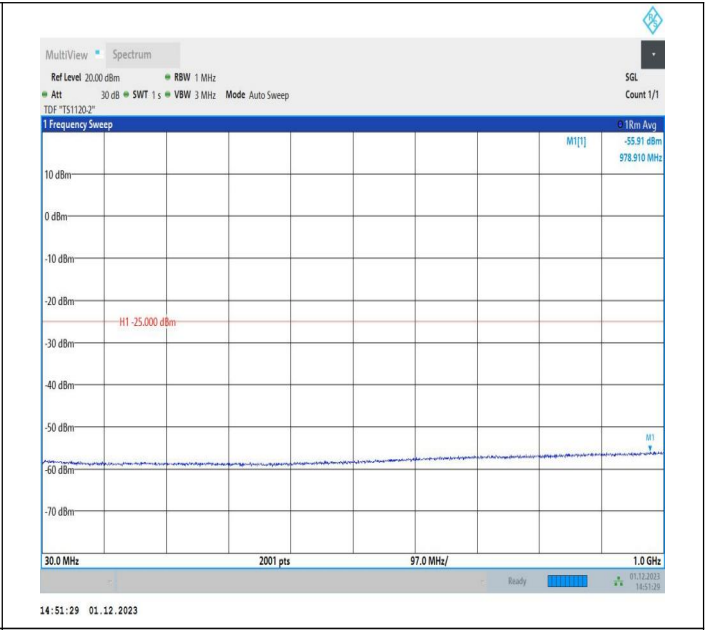 MultiView Spectrum
Ref Level 20.00 dBm RBW 1 MHz SGL
Att 30 dB SWT 1 s VBW 3 MHz Mode Auto Sweep Count 1/1
TDF "TS1120-2"
1 Frequency Sweep 1Rm Avg
M1[1] -55.91 dBm
978.910 MHz
10 dBm
0 dBm
-10 dBm
-20 dBm
H1 -25.000 dBm
-30 dBm
-40 dBm
-50 dBm
M1
-60 dBm
-70 dBm
30.0 MHz 2001 pts 97.0 MHz/ 1.0 GHz
Ready 01.12.2023
14:51:29
14:51:29 01.12.2023